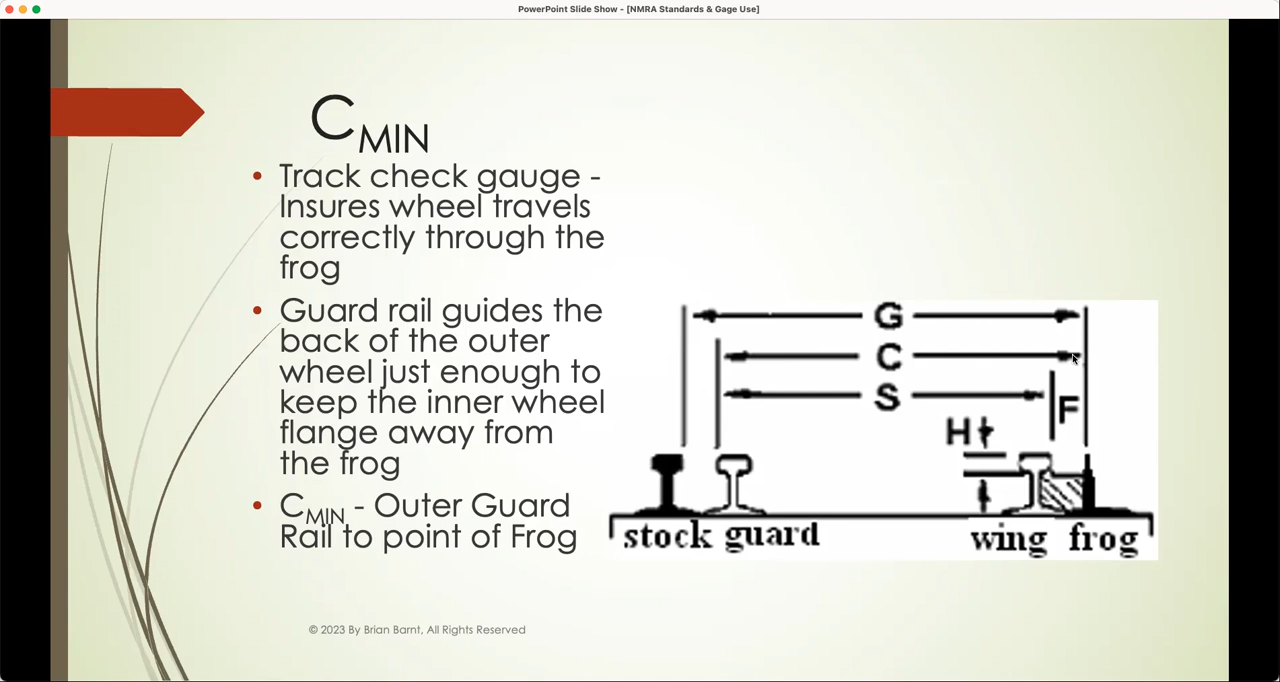 PowerPoint Slide Show - [NMRA Standards & Gage Use]
CMIN
• Track check gauge -
Insures wheel travels
correctly through the
frog
• Guard rail guides the
back of the outer
wheel just enough to
keep the inner wheel
flange away from
the frog
• CMIN - Outer Guard
Rail to point of Frog
G
C
S
F
H
stock guard wing frog
© 2023 By Brian Barnt, All Rights Reserved